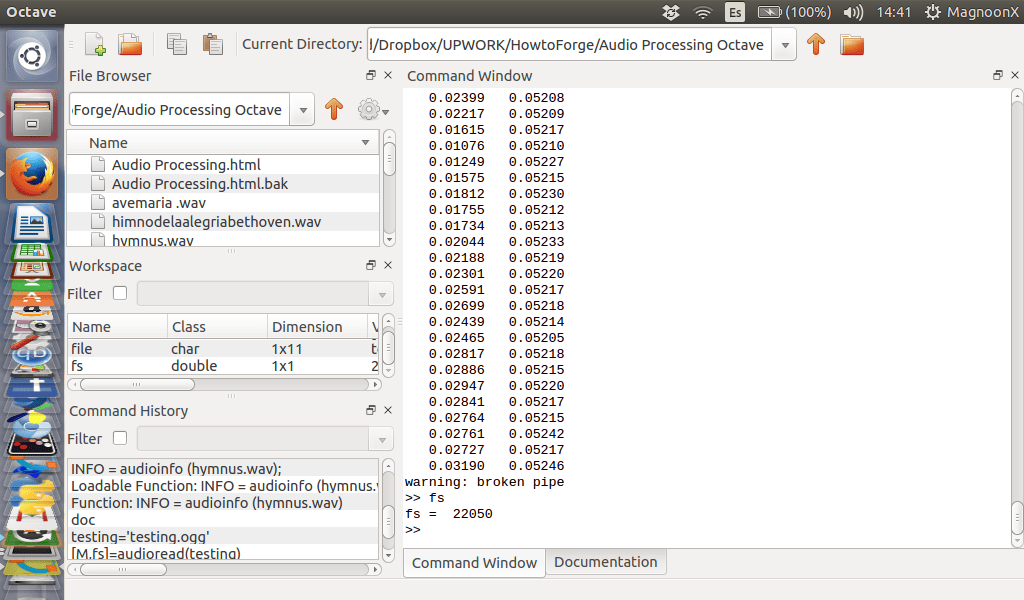 Octave
Es
(100%)
14:41
MagnoonX
Current Directory:
l/Dropbox/UPWORK/HowtoForge/Audio Processing Octave
File Browser
Forge/Audio Processing Octave
Name
Audio Processing.html
Audio Processing.html.bak
avemaria .wav
himnodelaalegriabethoven.wav
hymnus.wav
Workspace
Filter
Name Class Dimension V
file char 1x11 t
fs double 1x1 2
Command History
Filter
INFO = audioinfo (hymnus.wav);
Loadable Function: INFO = audioinfo (hymnus.v
Function: INFO = audioinfo (hymnus.wav)
doc
testing='testing.ogg'
[M,fs]=audioread(testing)
Command Window
0.02399 0.05208
0.02217 0.05209
0.01615 0.05217
0.01076 0.05210
0.01249 0.05227
0.01575 0.05215
0.01812 0.05230
0.01755 0.05212
0.01734 0.05213
0.02044 0.05233
0.02188 0.05219
0.02301 0.05220
0.02591 0.05217
0.02699 0.05218
0.02439 0.05214
0.02465 0.05205
0.02817 0.05218
0.02886 0.05215
0.02947 0.05220
0.02841 0.05217
0.02764 0.05215
0.02761 0.05242
0.02727 0.05217
0.03190 0.05246
warning: broken pipe
>> fs
fs = 22050
>>
Command Window
Documentation